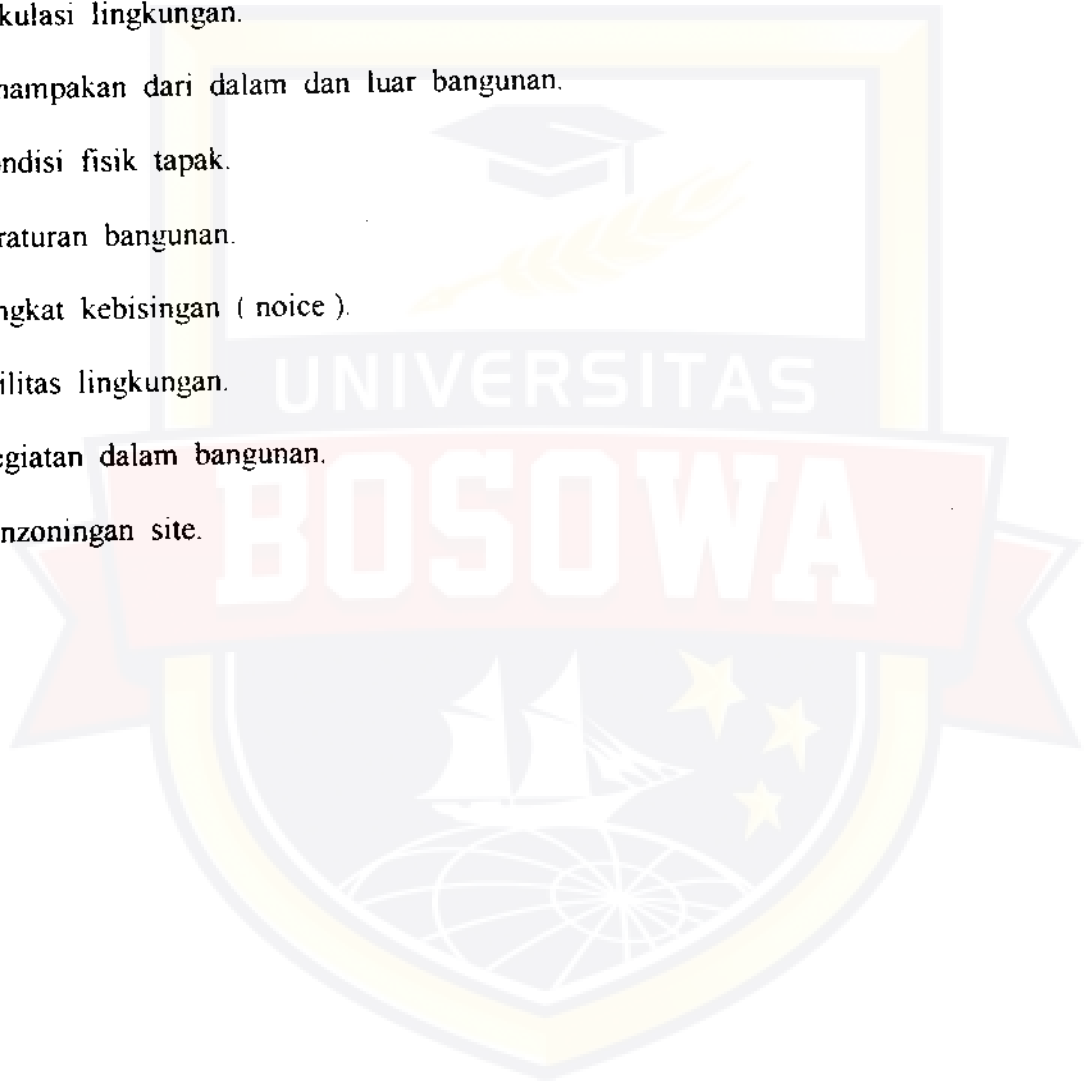 kulasi lingkungan.
nampakan dari dalam dan luar bangunan.
ndisi fisik tapak.
raturan bangunan.
ngkat kebisingan ( noice ).
ilitas lingkungan.
giatan dalam bangunan.
nzoningan site.
UNIVERSITAS
BOSOWA